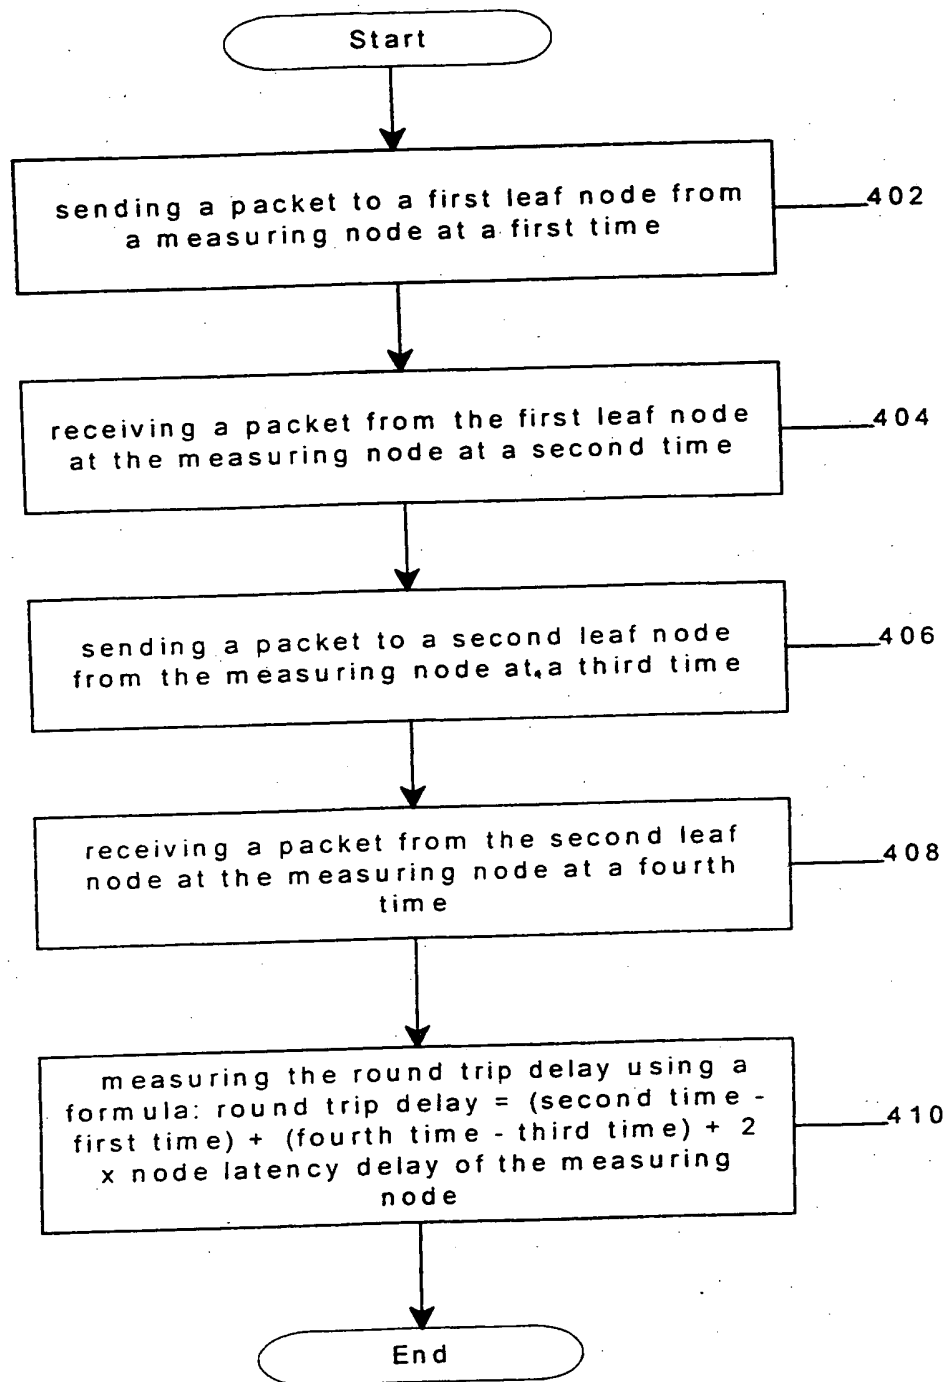 Start
sending a packet to a first leaf node from
a measuring node at a first time
402
receiving a packet from the first leaf node
at the measuring node at a second time
404
sending a packet to a second leaf node
from the measuring node at a third time
406
receiving a packet from the second leaf
node at the measuring node at a fourth
time
408
measuring the round trip delay using a
formula: round trip delay = (second time -
first time) + (fourth time - third time) + 2
x node latency delay of the measuring
node
410
End